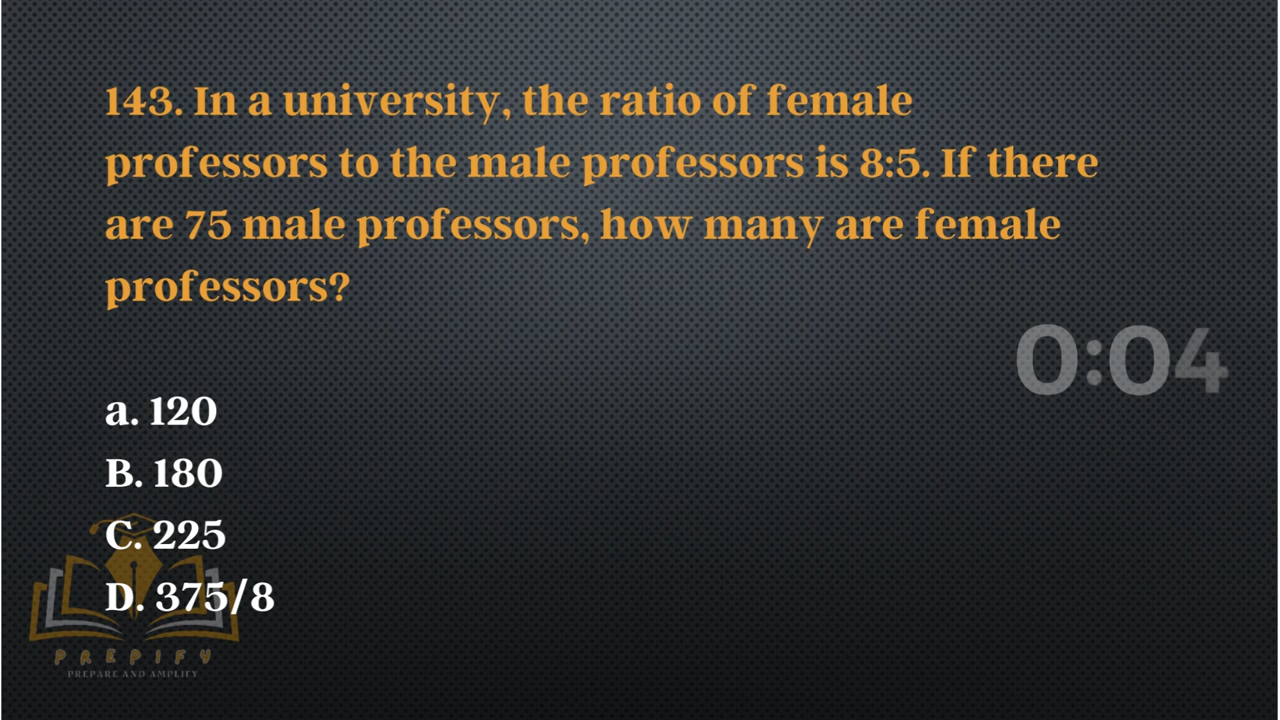 143. In a university, the ratio of female
professors to the male professors is 8:5. If there
are 75 male professors, how many are female
professors?
0:04
a. 120
B. 180
C. 225
D. 375/8
PREPIFY
PREPARE AND AMPLIFY